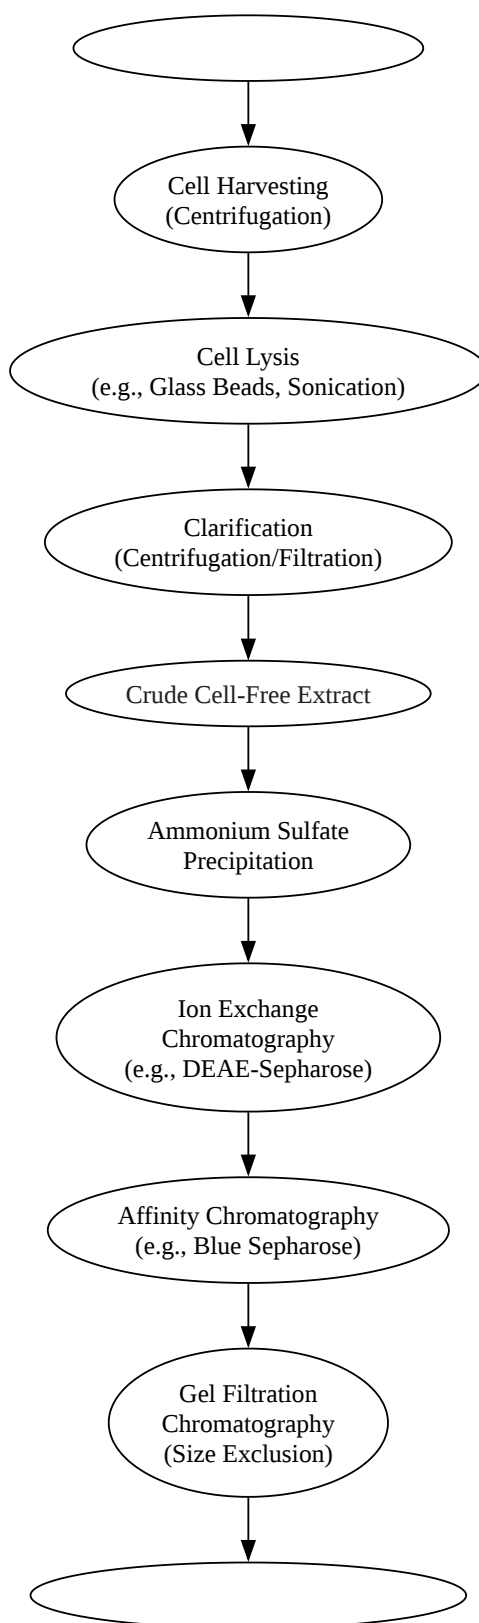 Cell Harvesting
(Centrifugation)
Cell Lysis
(e.g., Glass Beads, Sonication)
Clarification
(Centrifugation/Filtration)
Crude Cell-Free Extract
Ammonium Sulfate
Precipitation
Ion Exchange
Chromatography
(e.g., DEAE-Sepharose)
Affinity Chromatography
(e.g., Blue Sepharose)
Gel Filtration
Chromatography
(Size Exclusion)